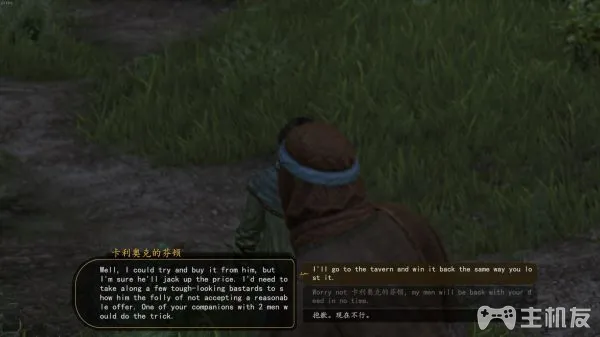 卡利奥克的芬頓
Well, I could try and buy it from him, but
I'm sure he'll jack up the price. I'd need to
take along a few tough-looking bastards to s
how him the folly of not accepting a reasonab
le offer. One of your companions with 2 men w
ould do the trick.
I'll go to the tavern and win it back the same way you lo
st it.
Worry not 卡利奥克的芬頓, my men will be back with your d
eed in no time.
抱歉。现在不行。
主机友